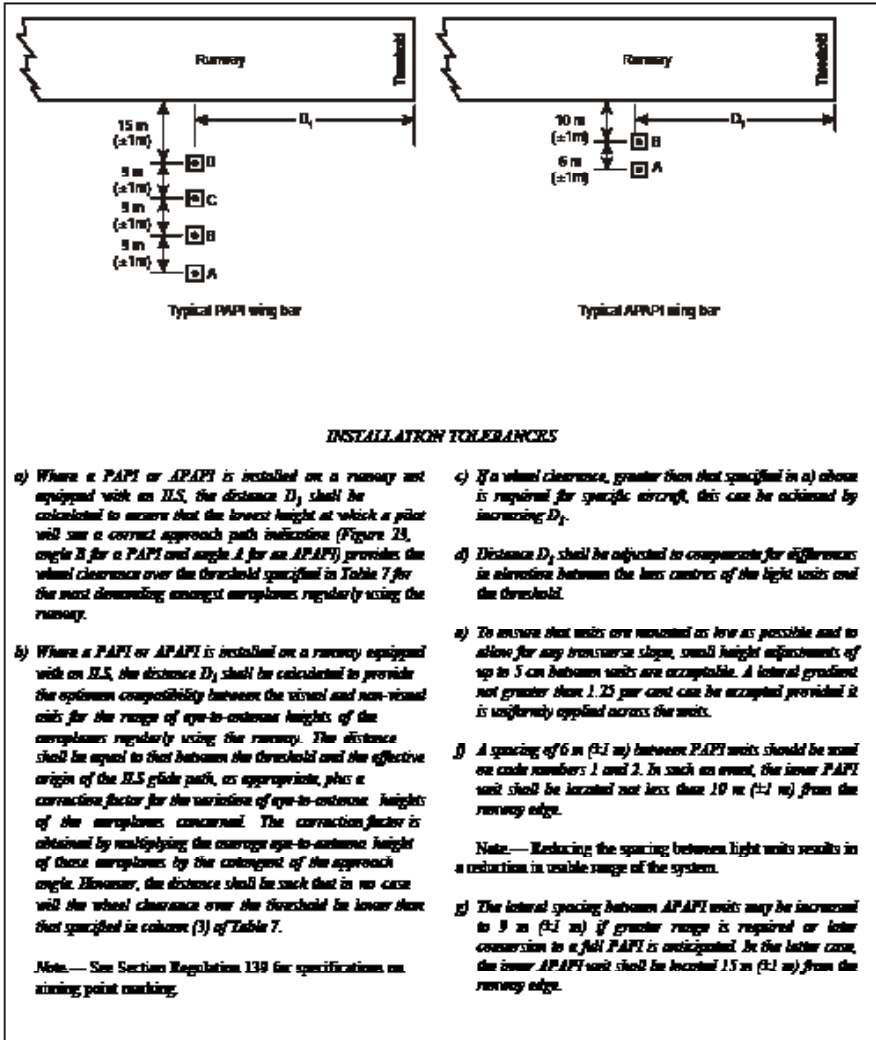 Runway
Threshold
D1
15 m
(±1m)
9 m
(±1m)
9 m
(±1m)
9 m
(±1m)
D
C
B
A
Typical PAPI wing bar
Runway
Threshold
D1
10 m
(±1m)
6 m
(±1m)
B
A
Typical APAPI wing bar
INSTALLATION TOLERANCES
a) Where a PAPI or APAPI is installed on a runway not
equipped with an ILS, the distance D1 shall be
calculated to ensure that the lowest height at which a pilot
will see a correct approach path indication (Figure 23,
angle B for a PAPI and angle A for an APAPI) provides the
wheel clearance over the threshold specified in Table 7 for
the most demanding amongst aeroplanes regularly using the
runway.
b) Where a PAPI or APAPI is installed on a runway equipped
with an ILS, the distance D1 shall be calculated to provide
the optimum compatibility between the visual and non-visual
aids for the range of eye-to-antenna heights of the
aeroplanes regularly using the runway. The distance
shall be equal to that between the threshold and the effective
origin of the ILS glide path, as appropriate, plus a
correction factor for the variation of eye-to-antenna heights
of the aeroplanes concerned. The correction factor is
obtained by multiplying the average eye-to-antenna height
of those aeroplanes by the cotangent of the approach
angle. However, the distance shall be such that in no case
will the wheel clearance over the threshold be lower than
that specified in column (3) of Table 7.
Note.— See Section Regulation 139 for specifications on
aiming point marking.
c) If a wheel clearance, greater than that specified in a) above
is required for specific aircraft, this can be achieved by
increasing D1.
d) Distance D1 shall be adjusted to compensate for differences
in elevation between the lens centres of the light units and
the threshold.
e) To ensure that units are mounted as low as possible and to
allow for any transverse slope, small height adjustments of
up to 5 cm between units are acceptable. A lateral gradient
not greater than 1.25 per cent can be accepted provided it
is uniformly applied across the units.
f) A spacing of 6 m (±1 m) between PAPI units should be used
on code numbers 1 and 2. In such an event, the inner PAPI
unit shall be located not less than 10 m (±1 m) from the
runway edge.
Note.— Reducing the spacing between light units results in
a reduction in usable range of the system.
g) The lateral spacing between APAPI units may be increased
to 9 m (±1 m) if greater range is required or later
conversion to a full PAPI is anticipated. In the latter case,
the inner APAPI unit shall be located 15 m (±1 m) from the
runway edge.